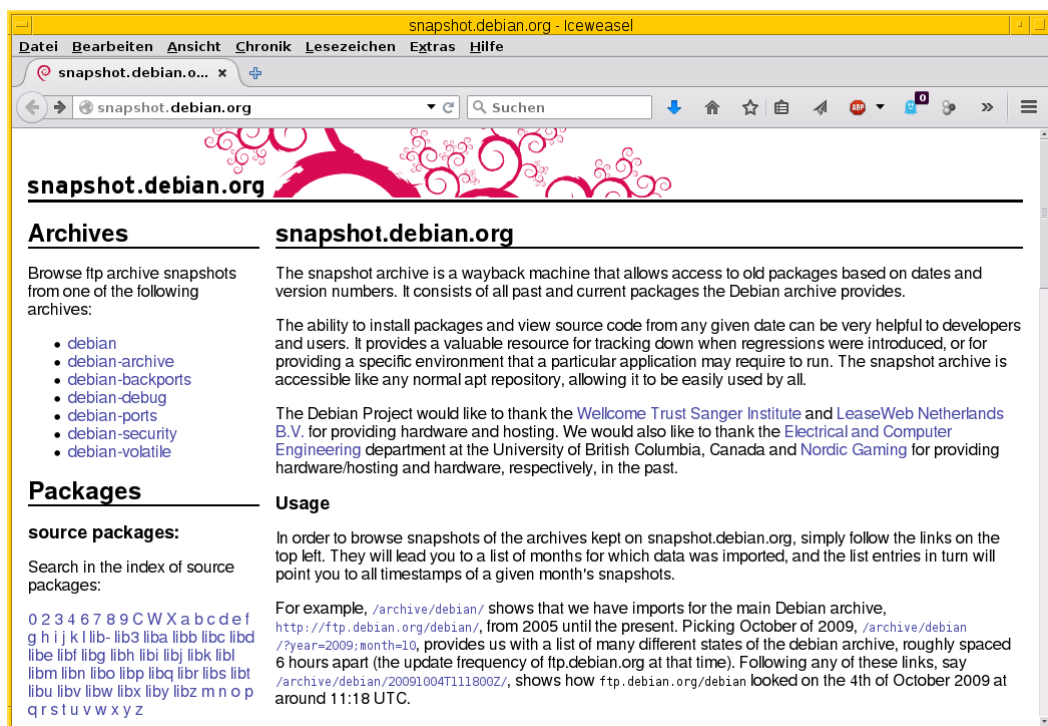 snapshot.debian.org - Iceweasel
Datei Bearbeiten Ansicht Chronik Lesezeichen Extras Hilfe
snapshot.debian.o... ×
snapshot.debian.org
Suchen
ABP
0
snapshot.debian.org
Archives
Browse ftp archive snapshots
from one of the following
archives:
• debian
• debian-archive
• debian-backports
• debian-debug
• debian-ports
• debian-security
• debian-volatile
Packages
source packages:
Search in the index of source
packages:
0 2 3 4 6 7 8 9 C W X a b c d e f
g h i j k l lib- lib3 liba libb libc libd
libe libf libg libh libi libj libk libl
libm libn libo libp libq libr libs libt
libu libv libw libx liby libz m n o p
q r s t u v w x y z
snapshot.debian.org
The snapshot archive is a wayback machine that allows access to old packages based on dates and
version numbers. It consists of all past and current packages the Debian archive provides.
The ability to install packages and view source code from any given date can be very helpful to developers
and users. It provides a valuable resource for tracking down when regressions were introduced, or for
providing a specific environment that a particular application may require to run. The snapshot archive is
accessible like any normal apt repository, allowing it to be easily used by all.
The Debian Project would like to thank the Wellcome Trust Sanger Institute and LeaseWeb Netherlands
B.V. for providing hardware and hosting. We would also like to thank the Electrical and Computer
Engineering department at the University of British Columbia, Canada and Nordic Gaming for providing
hardware/hosting and hardware, respectively, in the past.
Usage
In order to browse snapshots of the archives kept on snapshot.debian.org, simply follow the links on the
top left. They will lead you to a list of months for which data was imported, and the list entries in turn will
point you to all timestamps of a given month's snapshots.
For example, /archive/debian/ shows that we have imports for the main Debian archive,
http://ftp.debian.org/debian/, from 2005 until the present. Picking October of 2009, /archive/debian
/?year=2009;month=10, provides us with a list of many different states of the debian archive, roughly spaced
6 hours apart (the update frequency of ftp.debian.org at that time). Following any of these links, say
/archive/debian/20091004T111800Z/, shows how ftp.debian.org/debian looked on the 4th of October 2009 at
around 11:18 UTC.